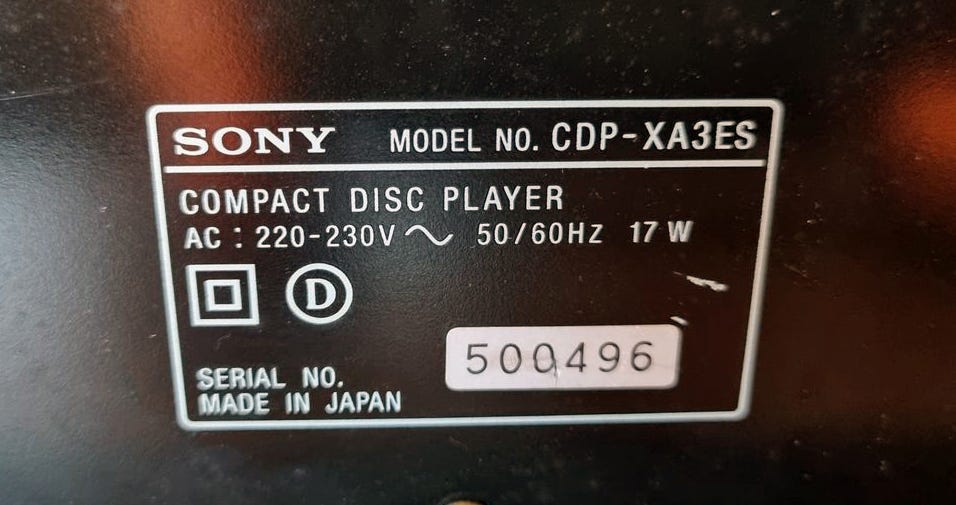 SONY MODEL NO. CDP-XA3ES
COMPACT DISC PLAYER
AC : 220-230V ~ 50/60HZ 17 W
D
500496
SERIAL NO.
MADE IN JAPAN